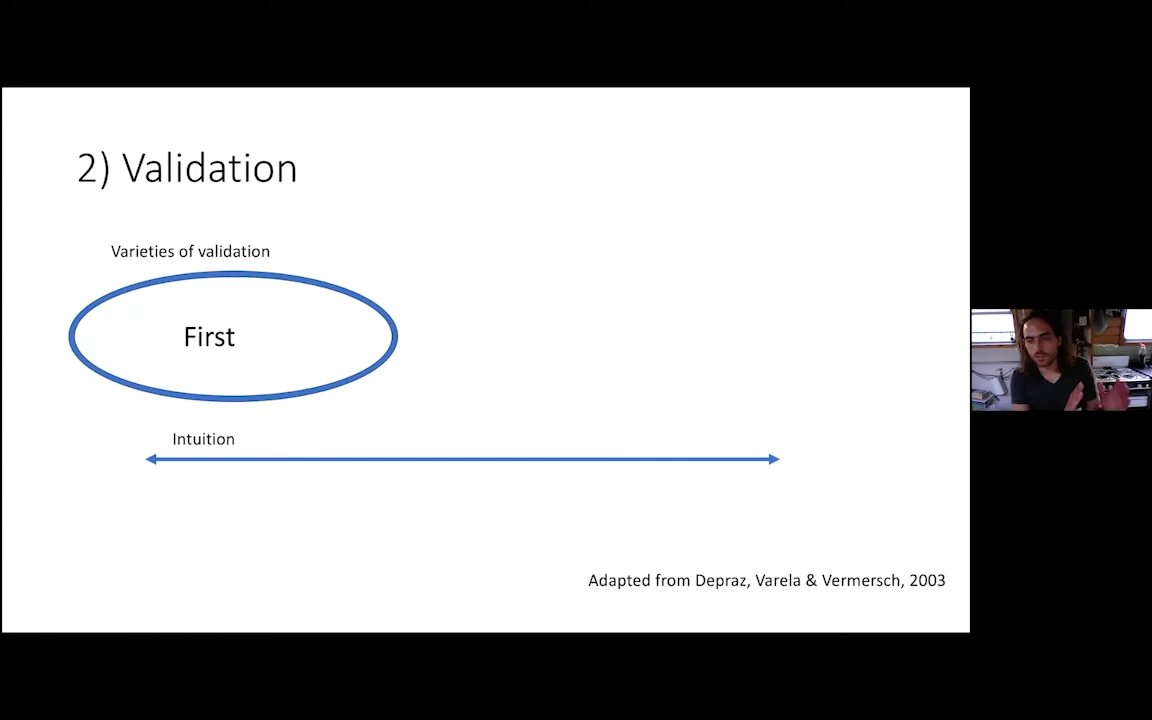 2) Validation
Varieties of validation
First
Intuition
Adapted from Depraz, Varela & Vermersch, 2003